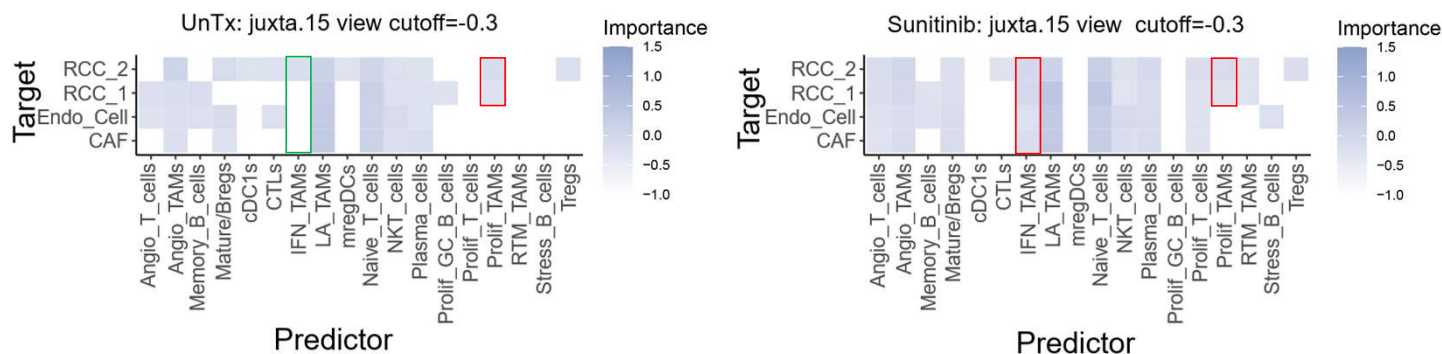 UnTx: juxta.15 view cutoff=-0.3
Importance
1.5
1.0
0.5
0.0
−0.5
−1.0
Target
RCC_2
RCC_1
Endo_Cell
CAF
Angio_T_cells
Angio_TAMs
Memory_B_cells
Mature/Bregs
cDC1s
CTLs
IFN_TAMs
LA_TAMs
mregDCs
Naive_T_cells
NKT_cells
Plasma_cells
Prolif_GC_B_cells
Prolif_T_cells
Prolif_TAMs
RTM_TAMs
Stress_B_cells
Tregs
Predictor
Sunitinib: juxta.15 view cutoff=-0.3
Importance
1.5
1.0
0.5
0.0
−0.5
−1.0
Target
RCC_2
RCC_1
Endo_Cell
CAF
Angio_T_cells
Angio_TAMs
Memory_B_cells
Mature/Bregs
cDC1s
CTLs
IFN_TAMs
LA_TAMs
mregDCs
Naive_T_cells
NKT_cells
Plasma_cells
Prolif_GC_B_cells
Prolif_T_cells
Prolif_TAMs
RTM_TAMs
Stress_B_cells
Tregs
Predictor